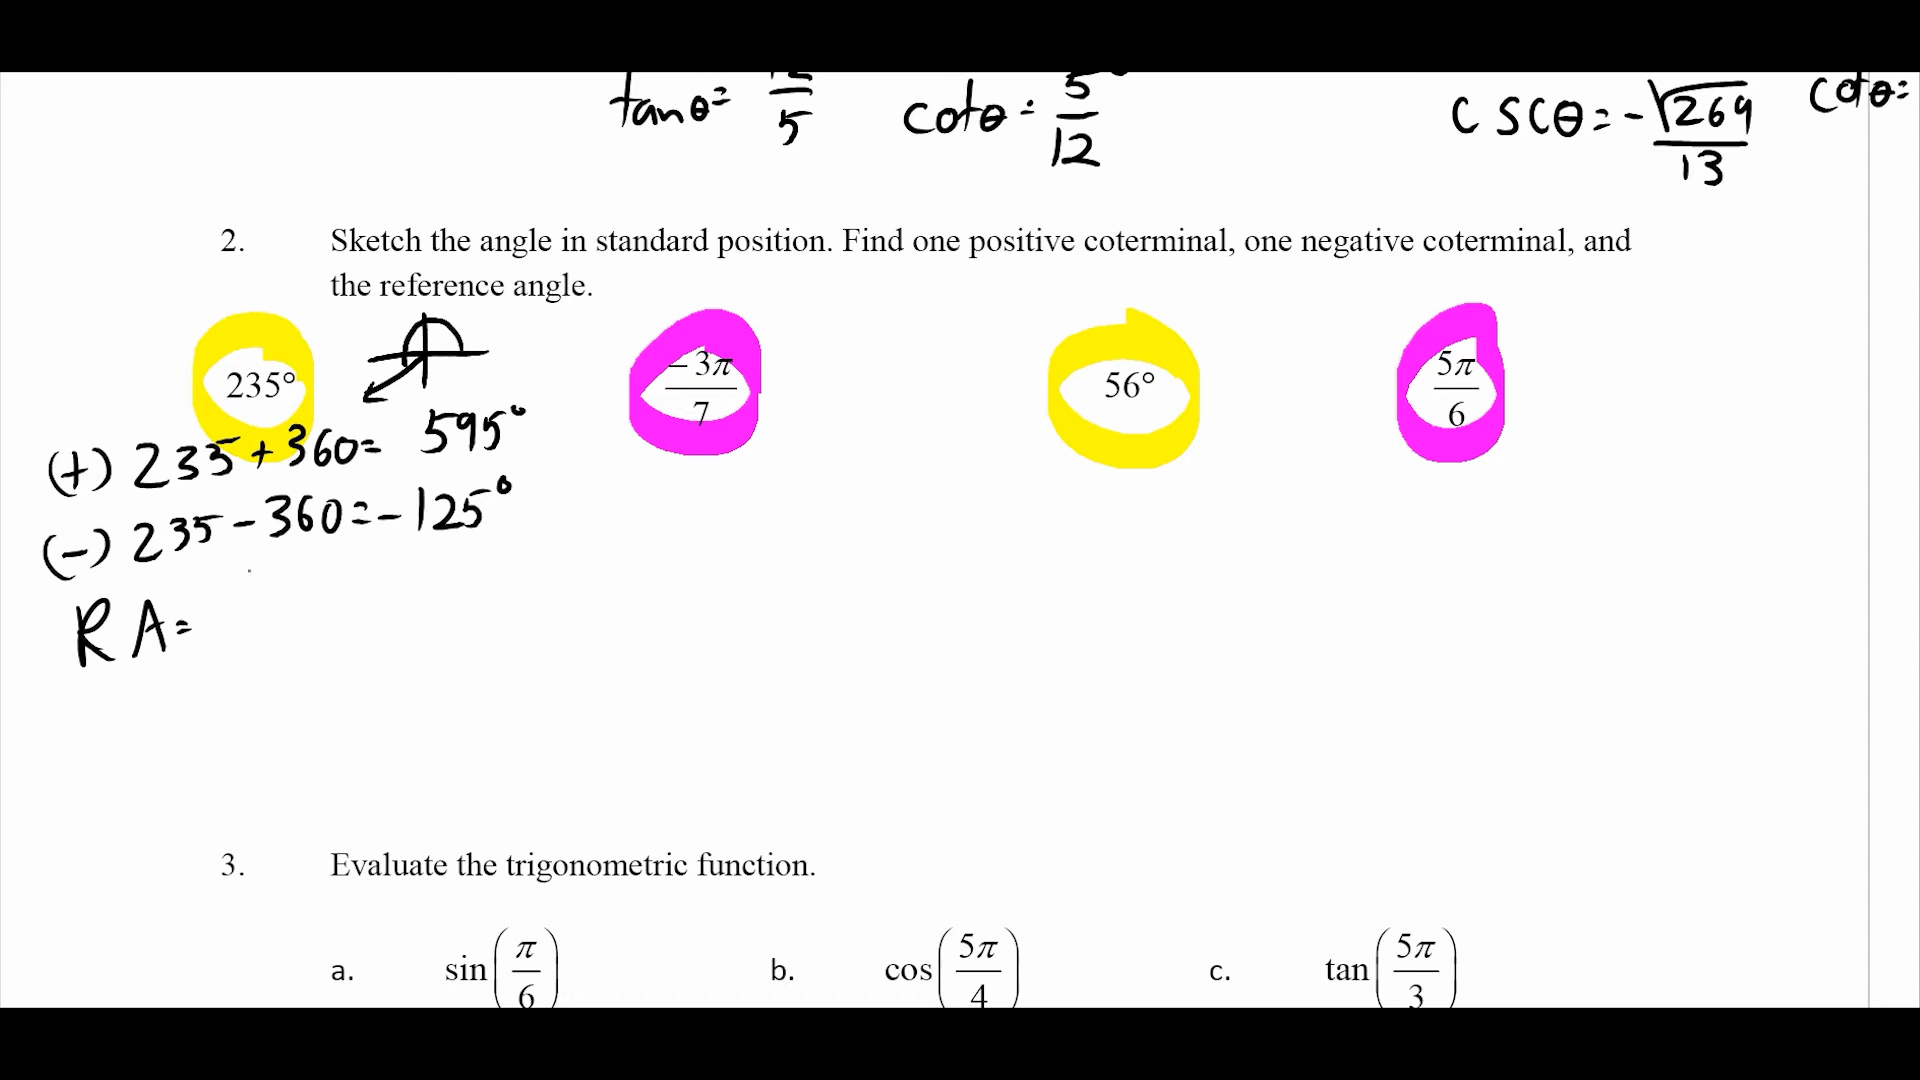 tanθ= 12/5 cotθ= 5/12 cscθ= -√269/13 cotθ=
2. Sketch the angle in standard position. Find one positive coterminal, one negative coterminal, and
the reference angle.
235° -3π/7 56° 5π/6
(+) 235+360= 595°
(-) 235-360=-125°
RA=
3. Evaluate the trigonometric function.
a. sin(π/6) b. cos(5π/4) c. tan(5π/3)